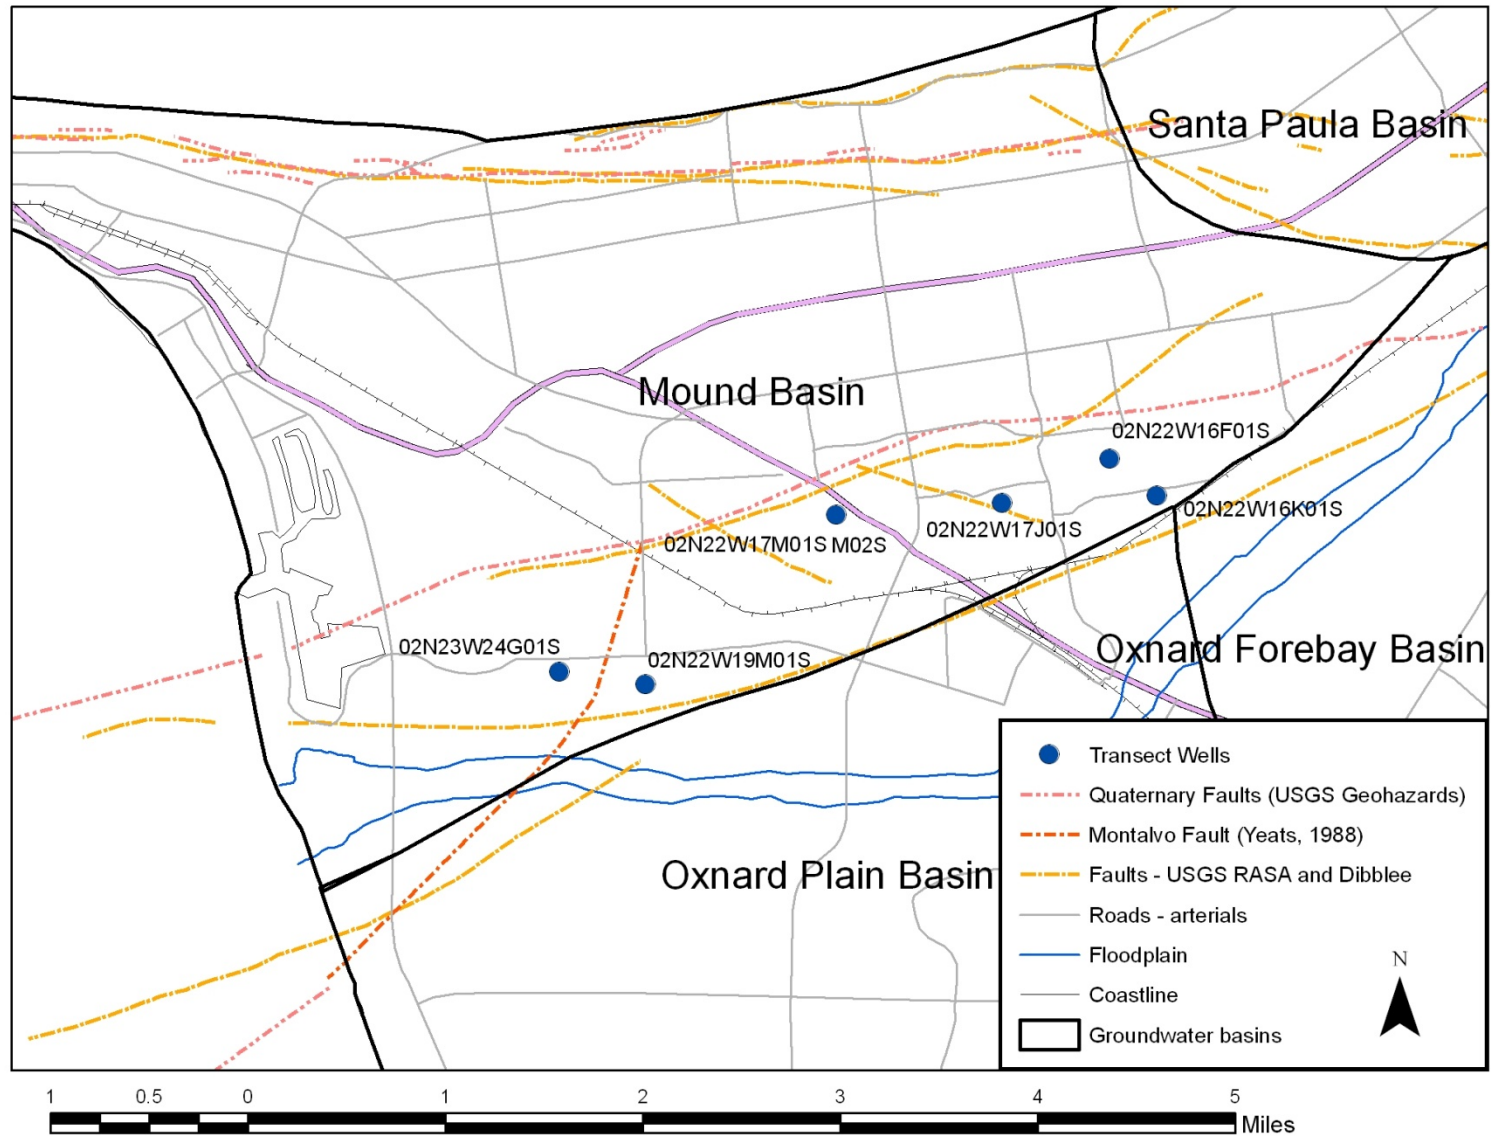 Santa Paula Basin
Mound Basin
02N22W16F01S
02N22W16K01S
02N22W17J01S
02N22W17M01S M02S
02N23W24G01S
02N22W19M01S
Oxnard Forebay Basin
Oxnard Plain Basin
Transect Wells
Quaternary Faults (USGS Geohazards)
Montalvo Fault (Yeats, 1988)
Faults - USGS RASA and Dibblee
Roads - arterials
Floodplain
Coastline
Groundwater basins
N
1 0.5 0 1 2 3 4 5
Miles